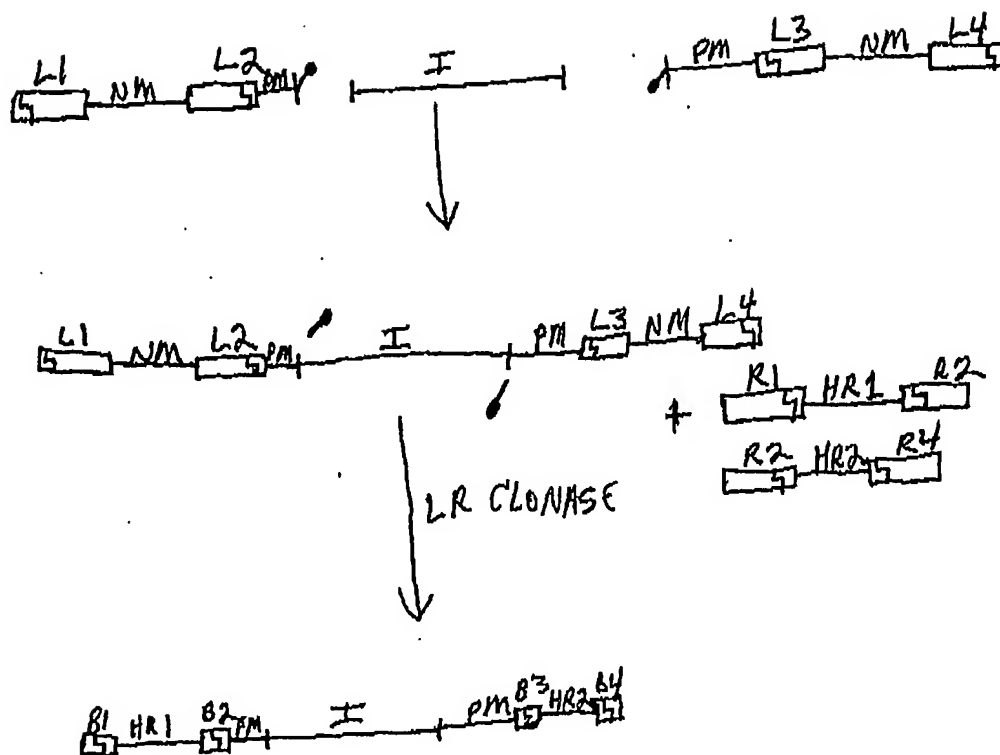 L1 NM L2 PM I PM L3 NM L4
L1 NM L2 PM I PM L3 NM L4
+ R1 HR1 R2
R2 HR2 R4
LR CLONASE
B1 HR1 B2 PM I PM B3 HR2 B4